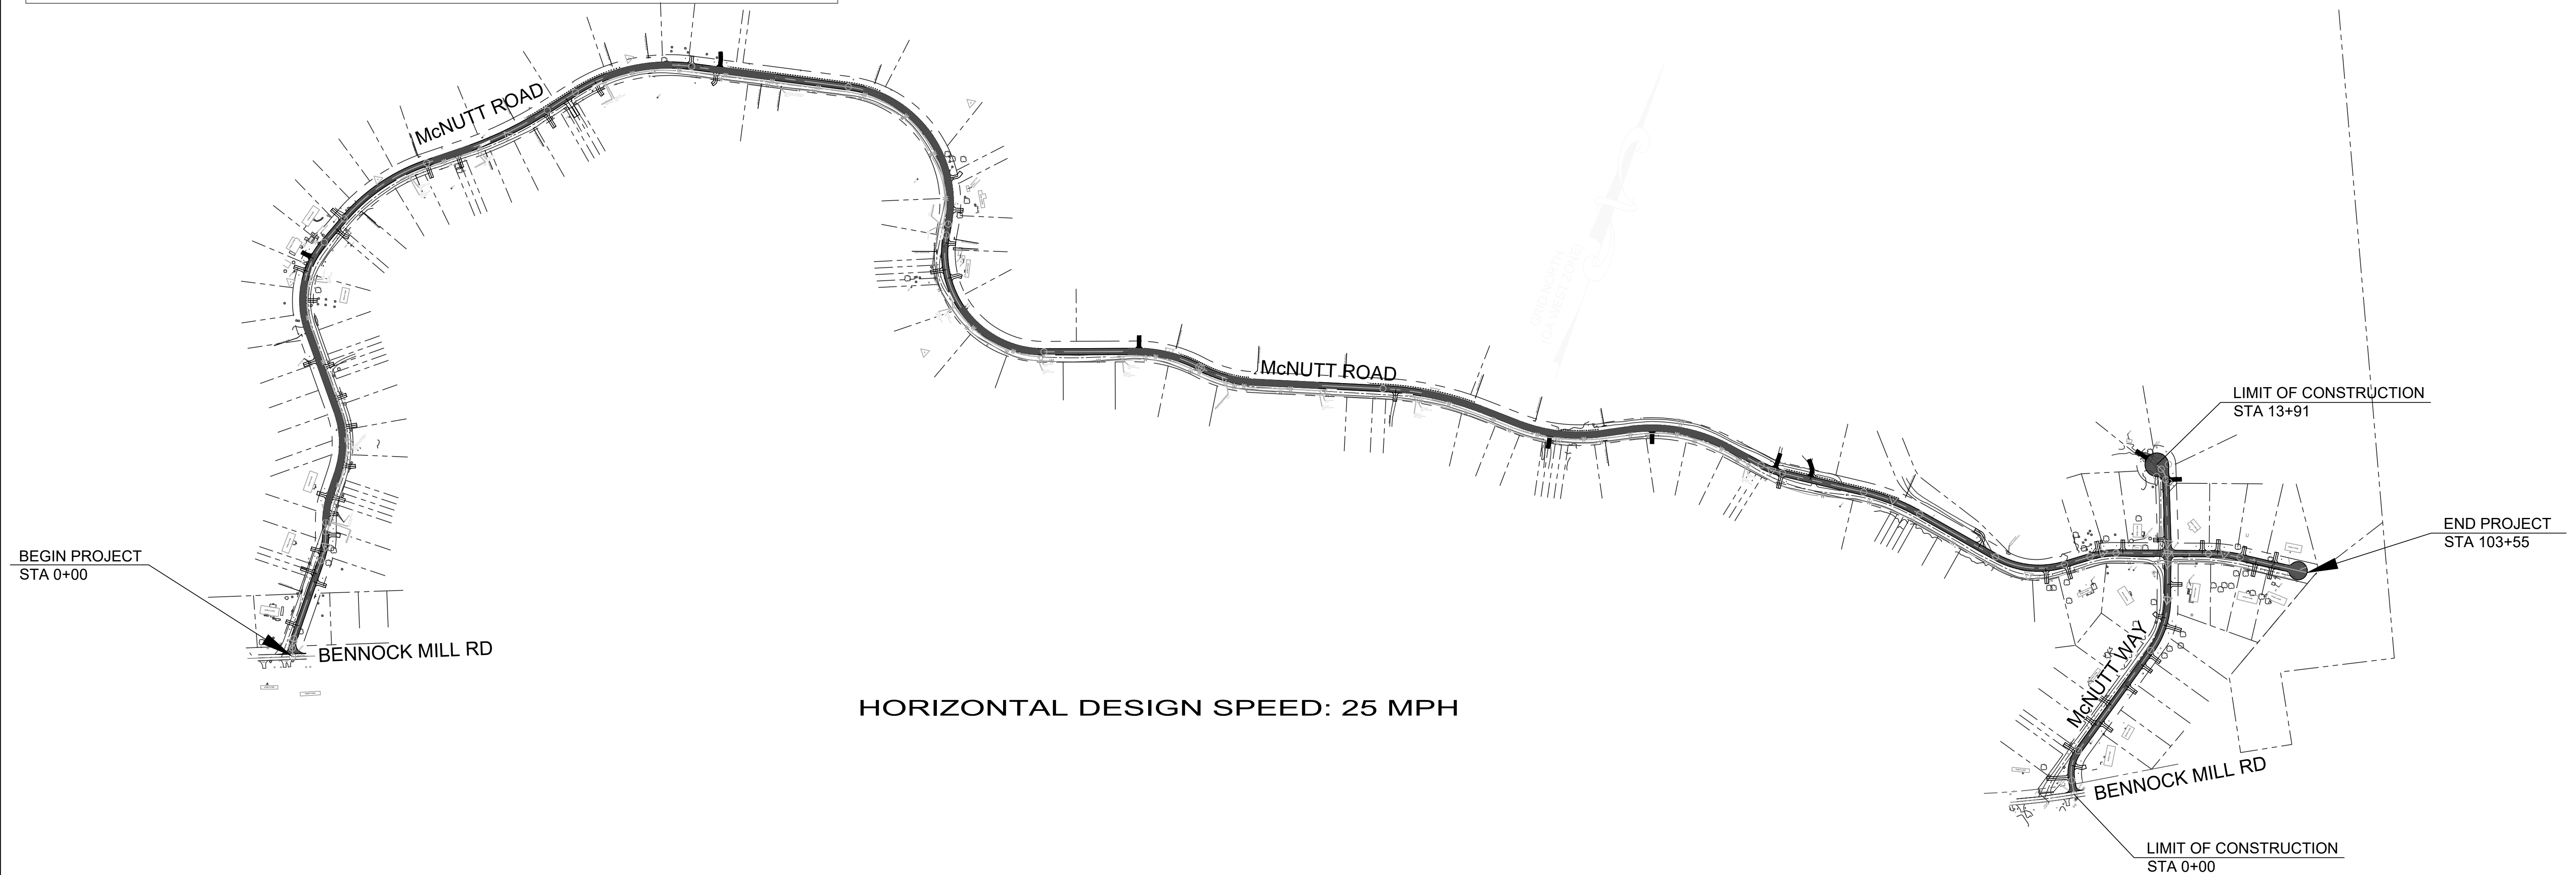 McNUTT ROAD
McNUTT ROAD
LIMIT OF CONSTRUCTION
STA 13+91
END PROJECT
STA 103+55
BEGIN PROJECT
STA 0+00
BENNOCK MILL RD
McNUTT WAY
HORIZONTAL DESIGN SPEED: 25 MPH
BENNOCK MILL RD
LIMIT OF CONSTRUCTION
STA 0+00